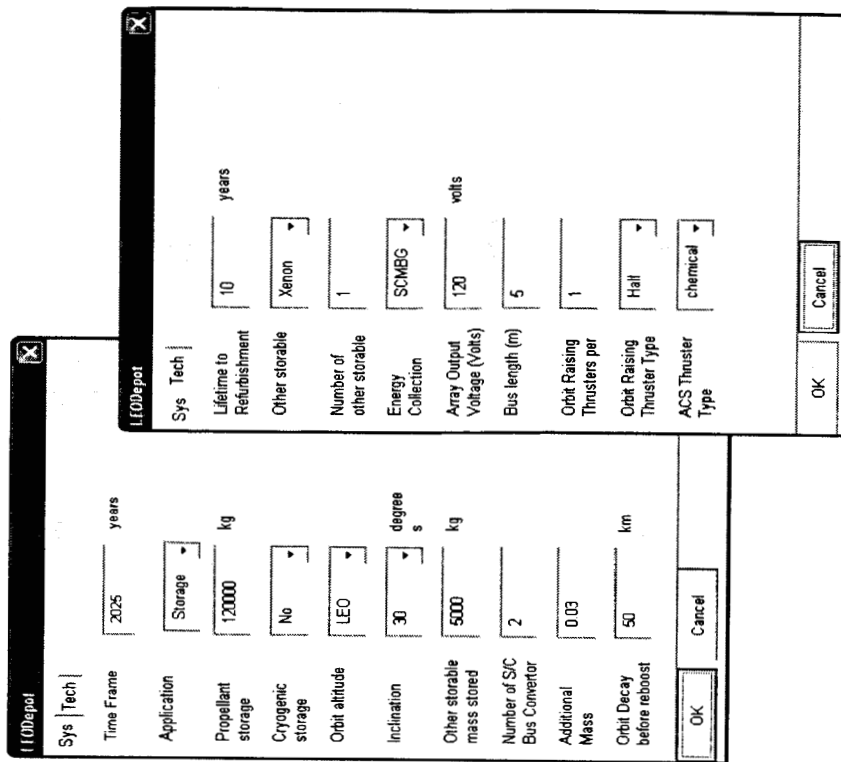 LEODepot
Sys Tech
Time Frame 2025 years
Application Storage
Propellant
storage 120000 kg
Cryogenic
storage No
Orbit altitude LEO
Inclination 30 degree
s
Other storable
mass stored 5000 kg
Number of S/C
Bus Convertor 2
Additional
Mass 0.03
Orbit Decay
before reboost 50 km
OK Cancel
LEODepot
Sys Tech
Lifetime to
Refurbishment 10 years
Other storable Xenon
Number of
other storable 1
Energy
Collection SCMBG
Array Output
Voltage (Volts) 120 volts
Bus length (m) 5
Orbit Raising
Thrusters per 1
Orbit Raising
Thruster Type Hall
ACS Thruster
Type chemical
OK Cancel